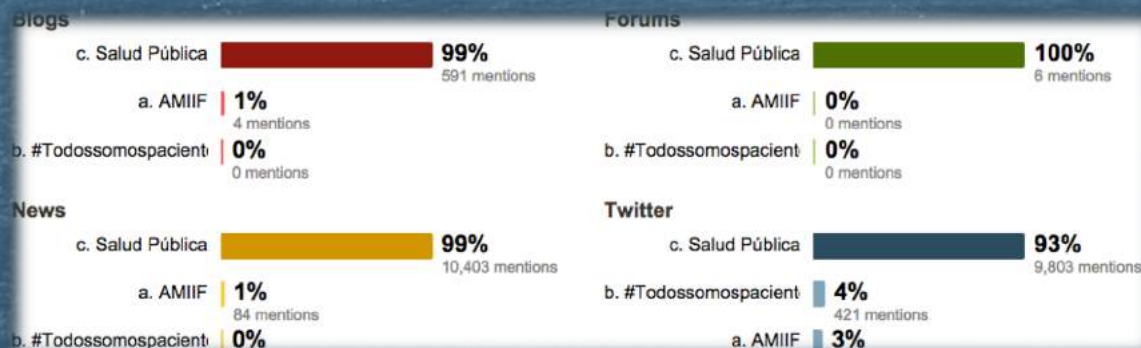 Blogs
c. Salud Pública 99%
591 mentions
a. AMIIF 1%
4 mentions
b. #Todossomospacient 0%
0 mentions
Forums
c. Salud Pública 100%
6 mentions
a. AMIIF 0%
0 mentions
b. #Todossomospacient 0%
0 mentions
News
c. Salud Pública 99%
10,403 mentions
a. AMIIF 1%
84 mentions
b. #Todossomospaciente 0%
Twitter
c. Salud Pública 93%
9,803 mentions
b. #Todossomospacient 4%
421 mentions
a. AMIIF 3%